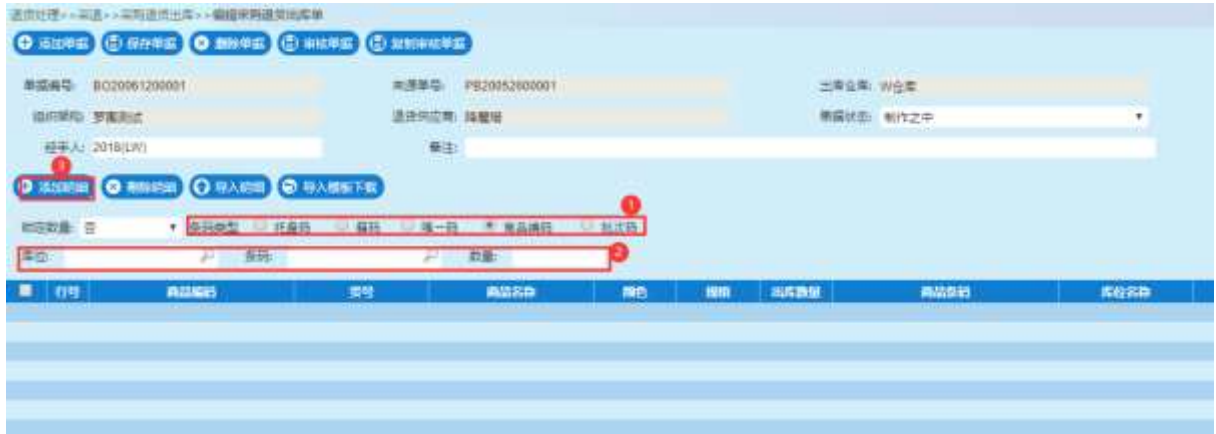 退货处理>>采退>>采购退货出库>>编辑采购退货出库单
添加单据 保存单据 删除单据 审核单据 复制审核单据
单据编号: BO20061200001 来源单号: PB20052600001 出库仓库: W仓库
组织架构: 罗寓测试 退货供应商: 降魔塔 单据状态: 制作之中
经手人: 2018(LW) 备注:
3
添加明细 删除明细 导入明细 导入模板下载
1
锁定数量: 否 条码类型 托盘码 箱码 唯一码 商品编码 批次码
库位: 条码: 数量: 2
行号 商品编码 货号 商品名称 颜色 规格 出库数量 商品条码 库位名称